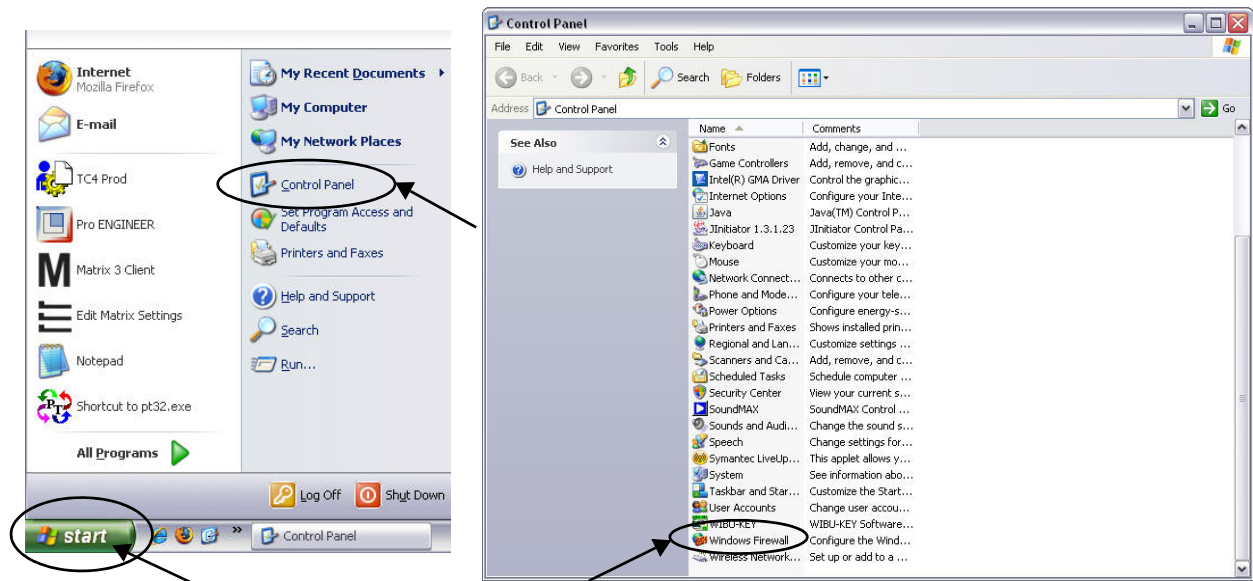 Internet
Mozilla Firefox
E-mail
TC4 Prod
Pro ENGINEER
Matrix 3 Client
Edit Matrix Settings
Notepad
Shortcut to pt32.exe
All Programs
My Recent Documents
My Computer
My Network Places
Control Panel
Set Program Access and
Defaults
Printers and Faxes
Help and Support
Search
Run...
Log Off Shut Down
start » Control Panel
Control Panel
File Edit View Favorites Tools Help
Back Search Folders
Address Control Panel Go
See Also
Help and Support
Name Comments
Fonts Add, change, and ...
Game Controllers Add, remove, and c...
Intel(R) GMA Driver Control the graphic...
Internet Options Configure your Inte...
Java Java(TM) Control P...
JInitiator 1.3.1.23 JInitiator Control Pa...
Keyboard Customize your key...
Mouse Customize your mo...
Network Connect... Connects to other c...
Phone and Mode... Configure your tele...
Power Options Configure energy-s...
Printers and Faxes Shows installed prin...
Regional and Lan... Customize settings ...
Scanners and Ca... Add, remove, and c...
Scheduled Tasks Schedule computer ...
Security Center View your current s...
SoundMAX SoundMAX Control ...
Sounds and Audi... Change the sound s...
Speech Change settings for...
Symantec LiveUp... This applet allows y...
System See information abo...
Taskbar and Star... Customize the Start...
User Accounts Change user accou...
WIBU-KEY WIBU-KEY Software...
Windows Firewall Configure the Wind...
Wireless Network... Set up or add to a ...